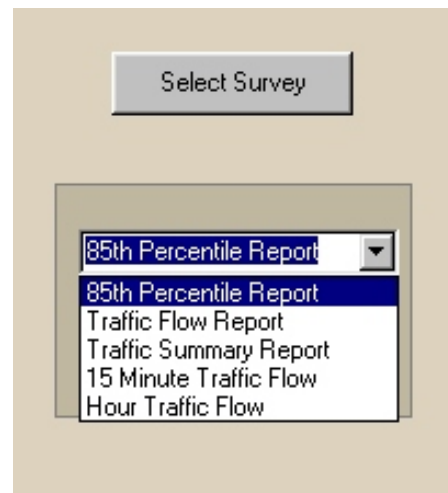 Select Survey
85th Percentile Report
85th Percentile Report
Traffic Flow Report
Traffic Summary Report
15 Minute Traffic Flow
Hour Traffic Flow